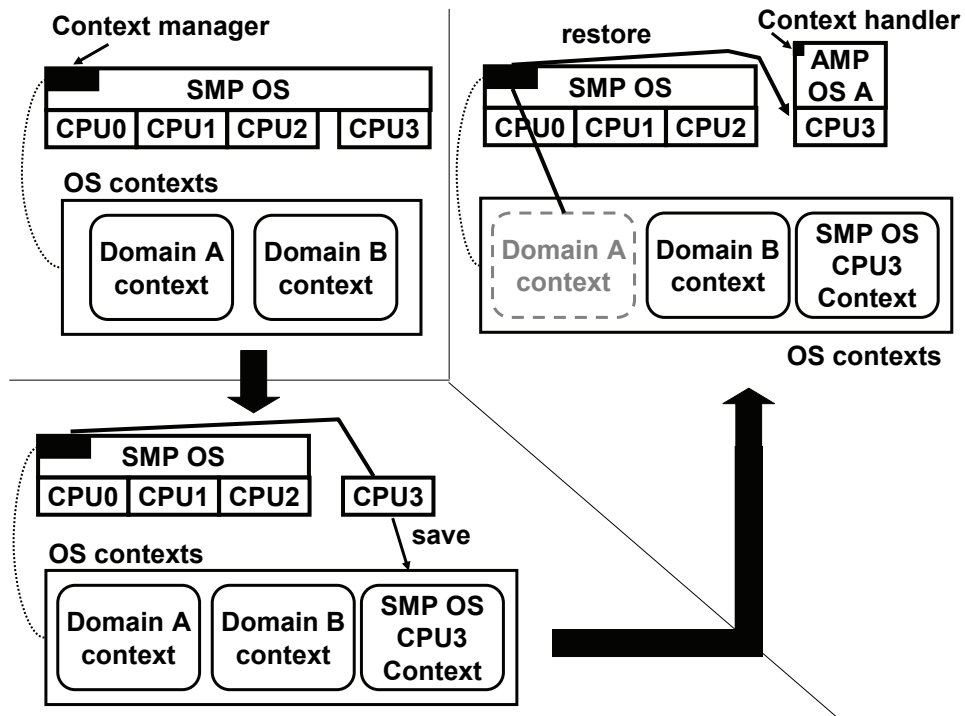 Context manager
SMP OS
CPU0 CPU1 CPU2 CPU3
OS contexts
Domain A
context
Domain B
context
SMP OS
CPU0 CPU1 CPU2
CPU3
save
OS contexts
Domain A
context
Domain B
context
SMP OS
CPU3
Context
Context handler
restore
AMP
OS A
SMP OS
CPU0 CPU1 CPU2
CPU3
Domain A
context
Domain B
context
SMP OS
CPU3
Context
OS contexts